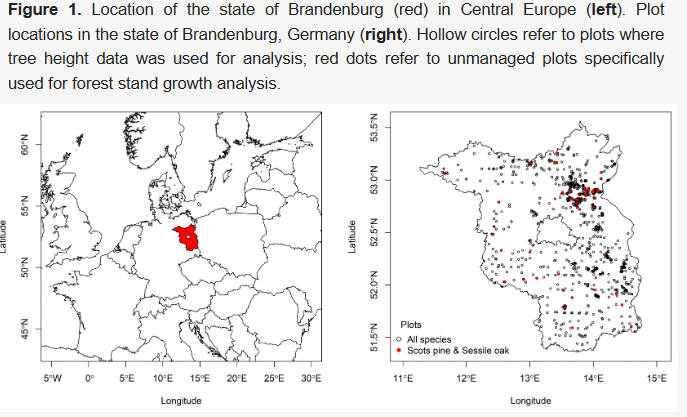 Figure 1. Location of the state of Brandenburg (red) in Central Europe (left). Plot
locations in the state of Brandenburg, Germany (right). Hollow circles refer to plots where
tree height data was used for analysis; red dots refer to unmanaged plots specifically
used for forest stand growth analysis.
60°N
55°N
50°N
45°N
Latitude
5°W 0° 5°E 10°E 15°E 20°E 25°E 30°E
Longitude
53.5°N
53.0°N
52.5°N
52.0°N
51.5°N
Latitude
Plots
All species
Scots pine & Sessile oak
11°E 12°E 13°E 14°E 15°E
Longitude